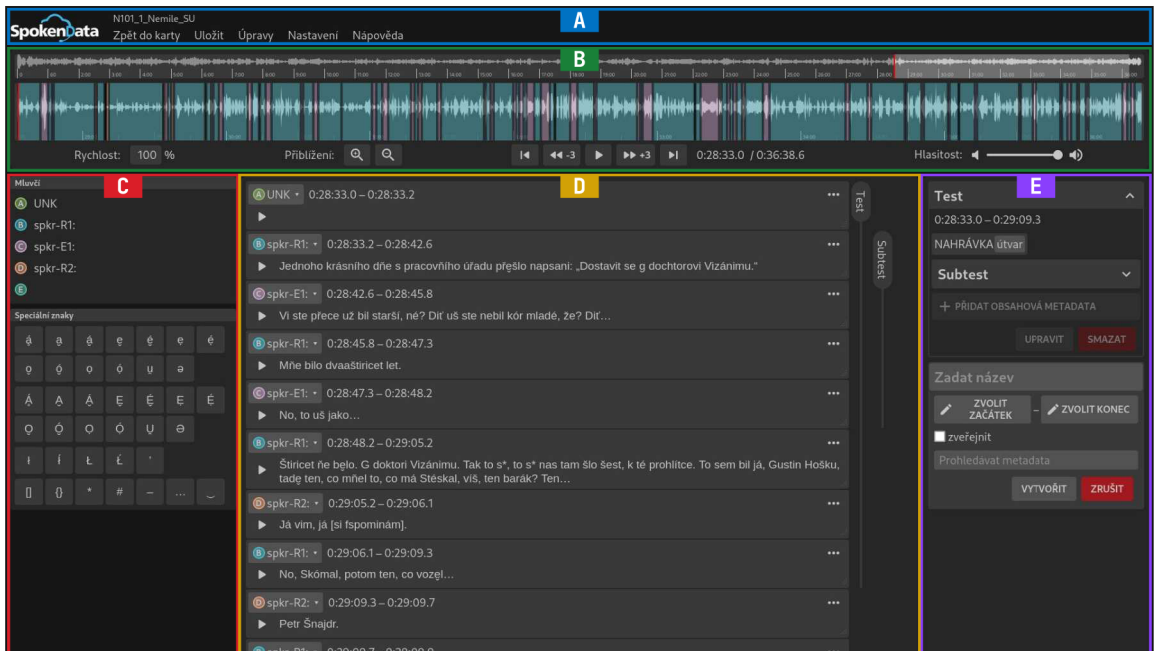 A
SpokenData
N101_1_Nemile_SU
Zpět do karty Uložit Úpravy Nastavení Nápověda
B
Rychlost: 100 %
Přiblížení:
-3
+3
0:28:33.0 / 0:36:38.6
Hlasitost:
C
Mluvčí
A UNK
B spkr-R1:
C spkr-E1:
D spkr-R2:
E
Speciální znaky
[] {} * # – …
D
A UNK 0:28:33.0 – 0:28:33.2
B spkr-R1: 0:28:33.2 – 0:28:42.6
Jednoho krásního dňe s pracovňího úřadu přęšlo napsani: „Dostavit se g dochtorovi Vizánimu.“
C spkr-E1: 0:28:42.6 – 0:28:45.8
Vi ste přece už bil starší, né? Diť uš ste nebil kór mladé, že? Diť…
B spkr-R1: 0:28:45.8 – 0:28:47.3
Mňe bilo dvaaštiricet let.
C spkr-E1: 0:28:47.3 – 0:28:48.2
No, to uš jako…
B spkr-R1: 0:28:48.2 – 0:29:05.2
Štiricet ňe bęlo. G doktori Vizánimu. Tak to s*, to s* nas tam šlo šest, k té prohlítce. To sem bil já, Gustin Hošku,
tadę ten, co mňel to, co má Stéskal, víš, ten barák? Ten…
D spkr-R2: 0:29:05.2 – 0:29:06.1
Já vim, já [si fspominám].
B spkr-R1: 0:29:06.1 – 0:29:09.3
No, Skómal, potom ten, co vozęl…
D spkr-R2: 0:29:09.3 – 0:29:09.7
Petr Šnajdr.
Test
Subtest
E
Test
0:28:33.0 – 0:29:09.3
NAHRÁVKA útvar
Subtest
+ PŘIDAT OBSAHOVÁ METADATA
UPRAVIT SMAZAT
Zadat název
ZVOLIT
ZAČÁTEK
– ZVOLIT KONEC
zveřejnit
Prohledávat metadata
VYTVOŘIT ZRUŠIT